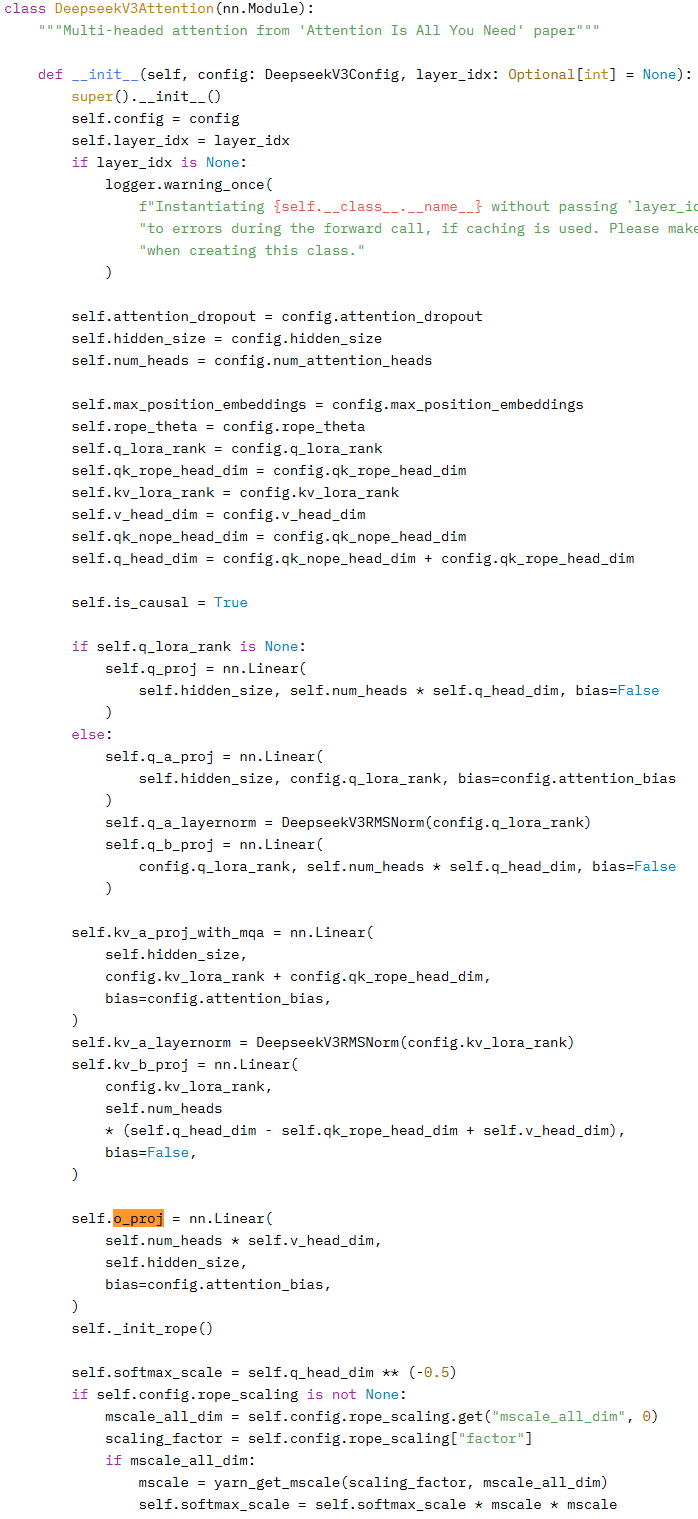 class DeepseekV3Attention(nn.Module):
    """Multi-headed attention from 'Attention Is All You Need' paper"""

    def __init__(self, config: DeepseekV3Config, layer_idx: Optional[int] = None):
        super().__init__()
        self.config = config
        self.layer_idx = layer_idx
        if layer_idx is None:
            logger.warning_once(
                f"Instantiating {self.__class__.__name__} without passing `layer_id
                "to errors during the forward call, if caching is used. Please make
                "when creating this class."
            )

        self.attention_dropout = config.attention_dropout
        self.hidden_size = config.hidden_size
        self.num_heads = config.num_attention_heads

        self.max_position_embeddings = config.max_position_embeddings
        self.rope_theta = config.rope_theta
        self.q_lora_rank = config.q_lora_rank
        self.qk_rope_head_dim = config.qk_rope_head_dim
        self.kv_lora_rank = config.kv_lora_rank
        self.v_head_dim = config.v_head_dim
        self.qk_nope_head_dim = config.qk_nope_head_dim
        self.q_head_dim = config.qk_nope_head_dim + config.qk_rope_head_dim

        self.is_causal = True

        if self.q_lora_rank is None:
            self.q_proj = nn.Linear(
                self.hidden_size, self.num_heads * self.q_head_dim, bias=False
            )
        else:
            self.q_a_proj = nn.Linear(
                self.hidden_size, config.q_lora_rank, bias=config.attention_bias
            )
            self.q_a_layernorm = DeepseekV3RMSNorm(config.q_lora_rank)
            self.q_b_proj = nn.Linear(
                config.q_lora_rank, self.num_heads * self.q_head_dim, bias=False
            )

        self.kv_a_proj_with_mqa = nn.Linear(
            self.hidden_size,
            config.kv_lora_rank + config.qk_rope_head_dim,
            bias=config.attention_bias,
        )
        self.kv_a_layernorm = DeepseekV3RMSNorm(config.kv_lora_rank)
        self.kv_b_proj = nn.Linear(
            config.kv_lora_rank,
            self.num_heads
            * (self.q_head_dim - self.qk_rope_head_dim + self.v_head_dim),
            bias=False,
        )

        self.o_proj = nn.Linear(
            self.num_heads * self.v_head_dim,
            self.hidden_size,
            bias=config.attention_bias,
        )
        self._init_rope()

        self.softmax_scale = self.q_head_dim ** (-0.5)
        if self.config.rope_scaling is not None:
            mscale_all_dim = self.config.rope_scaling.get("mscale_all_dim", 0)
            scaling_factor = self.config.rope_scaling["factor"]
            if mscale_all_dim:
                mscale = yarn_get_mscale(scaling_factor, mscale_all_dim)
                self.softmax_scale = self.softmax_scale * mscale * mscale